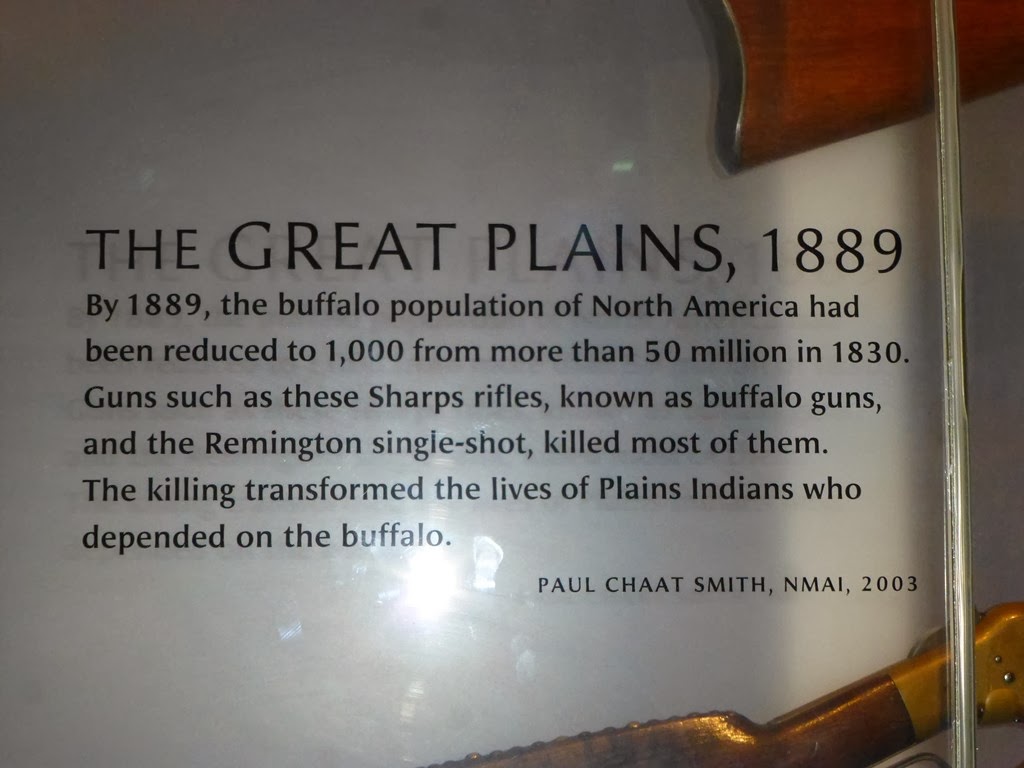 THE GREAT PLAINS, 1889
By 1889, the buffalo population of North America had
been reduced to 1,000 from more than 50 million in 1830.
Guns such as these Sharps rifles, known as buffalo guns,
and the Remington single-shot, killed most of them.
The killing transformed the lives of Plains Indians who
depended on the buffalo.
PAUL CHAAT SMITH, NMAI, 2003